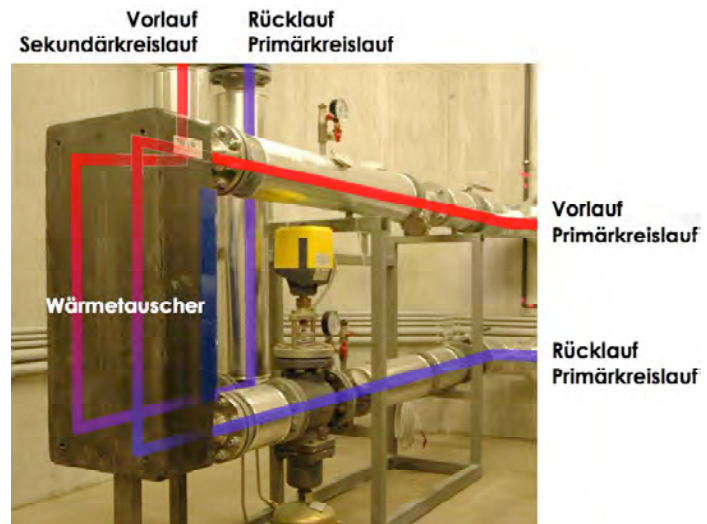 Vorlauf
Sekundärkreislauf
Rücklauf
Primärkreislauf
Vorlauf
Primärkreislauf
Wärmetauscher
Rücklauf
Primärkreislauf